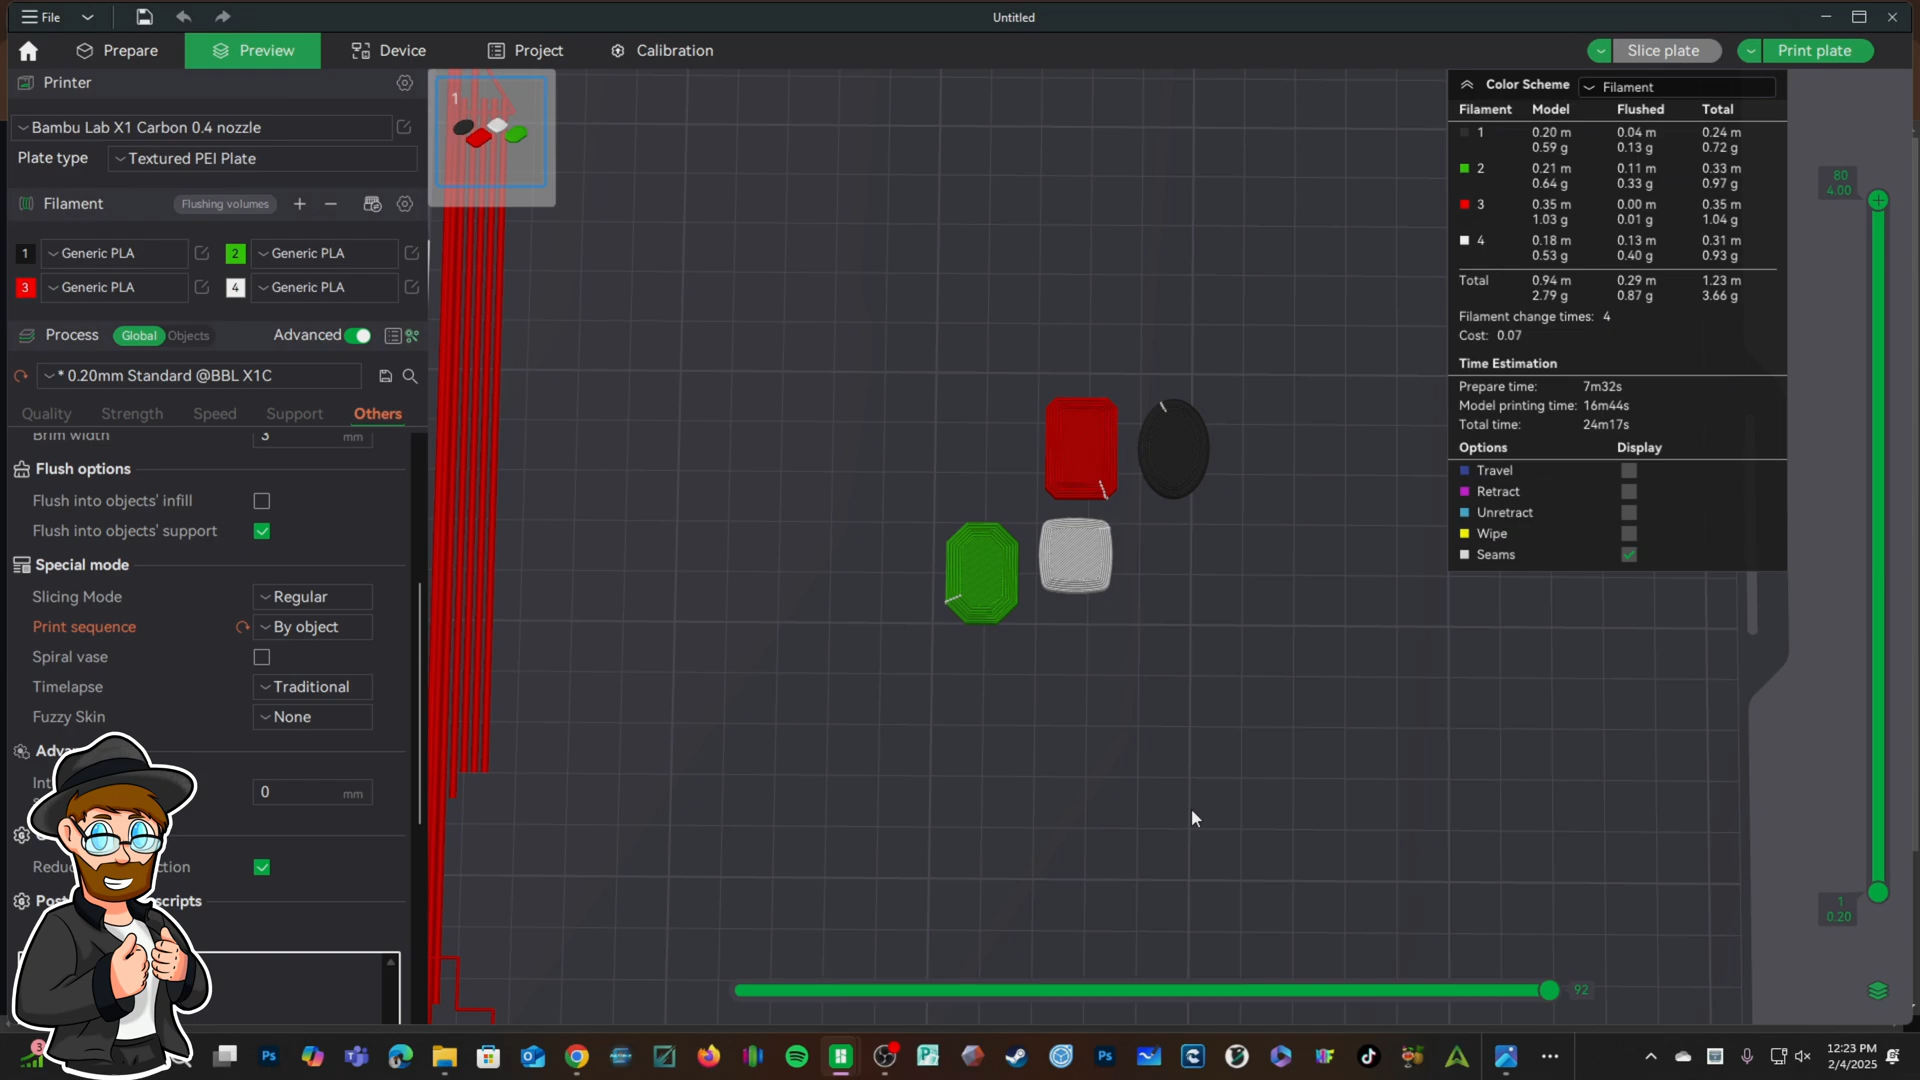 File
Untitled
Prepare
Preview
Device
Project
Calibration
Slice plate
Print plate
Printer
Bambu Lab X1 Carbon 0.4 nozzle
Plate type
Textured PEI Plate
Filament
Flushing volumes
1 Generic PLA
2 Generic PLA
3 Generic PLA
4 Generic PLA
Process
Global
Objects
Advanced
* 0.20mm Standard @BBL X1C
Quality
Strength
Speed
Support
Others
Brim width
3 mm
Flush options
Flush into objects' infill
Flush into objects' support
Special mode
Slicing Mode
Regular
Print sequence
By object
Spiral vase
Timelapse
Traditional
Fuzzy Skin
None
0 mm
1
Color Scheme
Filament
Filament Model Flushed Total
1 0.20 m 0.04 m 0.24 m
0.59 g 0.13 g 0.72 g
2 0.21 m 0.11 m 0.33 m
0.64 g 0.33 g 0.97 g
3 0.35 m 0.00 m 0.35 m
1.03 g 0.01 g 1.04 g
4 0.18 m 0.13 m 0.31 m
0.53 g 0.40 g 0.93 g
Total 0.94 m 0.29 m 1.23 m
2.79 g 0.87 g 3.66 g
Filament change times: 4
Cost: 0.07
Time Estimation
Prepare time: 7m32s
Model printing time: 16m44s
Total time: 24m17s
Options Display
Travel
Retract
Unretract
Wipe
Seams
80
4.00
1
0.20
92
3
12:23 PM
2/4/2025